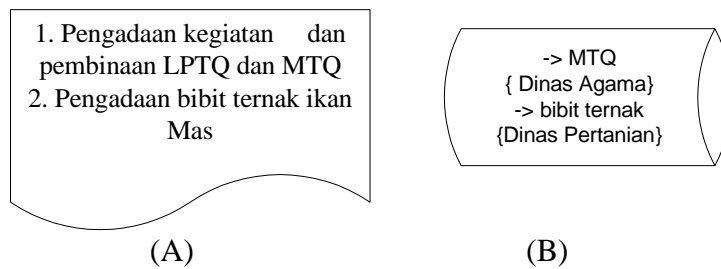 1. Pengadaan kegiatan dan
pembinaan LPTQ dan MTQ
2. Pengadaan bibit ternak ikan
Mas
(A)
-> MTQ
{ Dinas Agama}
-> bibit ternak
{Dinas Pertanian}
(B)